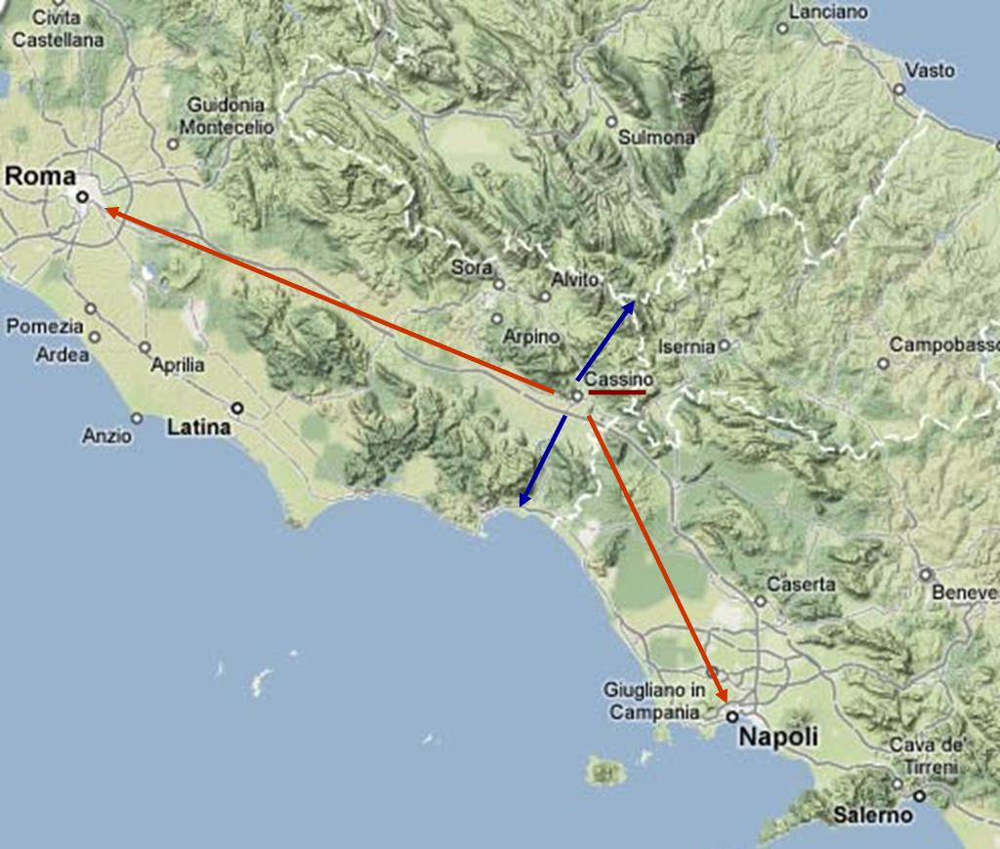 Civita
Castellana
Lanciano
Vasto
Guidonia
Montecelio
Sulmona
Roma
Sora
Alvito
Pomezia
Ardea
Arpino
Isernia
Campobasso
Aprilia
Cassino
Anzio
Latina
Caserta
Beneve
Giugliano in
Campania
Napoli
Cava de'
Tirreni
Salerno